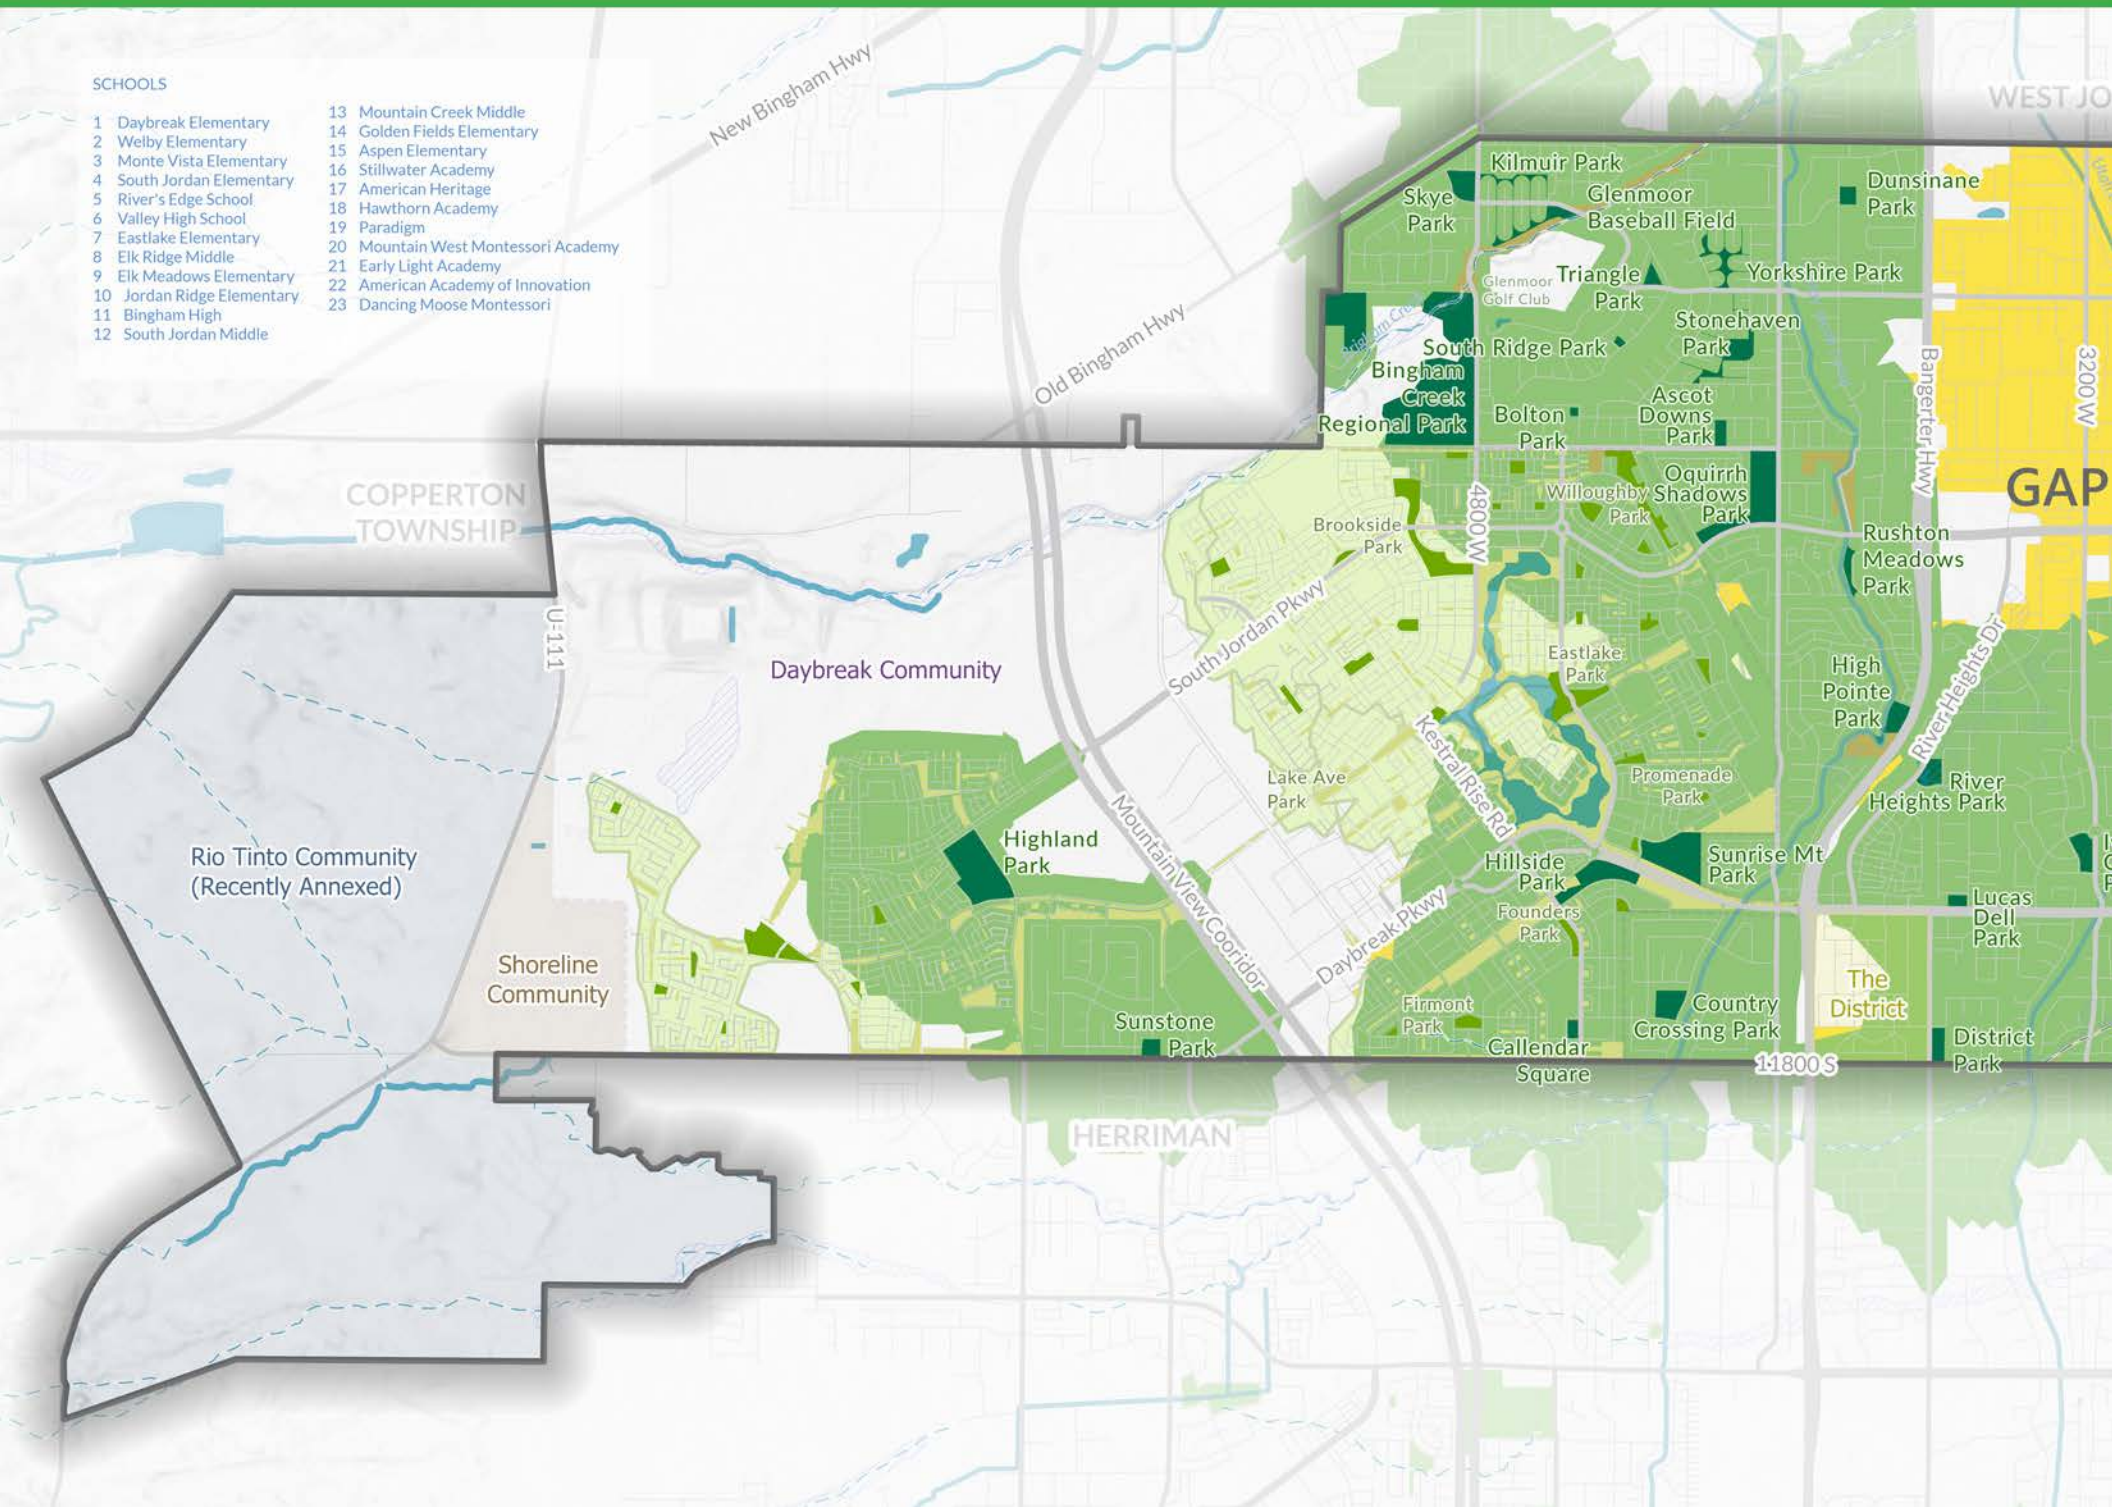 SCHOOLS
1 Daybreak Elementary
2 Welby Elementary
3 Monte Vista Elementary
4 South Jordan Elementary
5 River's Edge School
6 Valley High School
7 Eastlake Elementary
8 Elk Ridge Middle
9 Elk Meadows Elementary
10 Jordan Ridge Elementary
11 Bingham High
12 South Jordan Middle
13 Mountain Creek Middle
14 Golden Fields Elementary
15 Aspen Elementary
16 Stillwater Academy
17 American Heritage
18 Hawthorn Academy
19 Paradigm
20 Mountain West Montessori Academy
21 Early Light Academy
22 American Academy of Innovation
23 Dancing Moose Montessori
New Bingham Hwy
WEST JO
Kilmuir Park
Skye
Park
Glenmoor
Baseball Field
Dunsinane
Park
Glenmoor
Golf Club
Triangle
Park
Yorkshire Park
Old Bingham Hwy
Stonehaven
Park
South Ridge Park
Bingham
Creek
Regional Park
Bolton
Park
Ascot
Downs
Park
Bangerter Hwy
3200 W
COPPERTON
TOWNSHIP
4800 W
Willoughby
Park
Oquirrh
Shadows
Park
GAP
Brookside
Park
Rushton
Meadows
Park
U-111
Daybreak Community
South Jordan Pkwy
Eastlake
Park
High
Pointe
Park
River Heights Dr
Kestral Rise Rd
Lake Ave
Park
Promenade
Park
River
Heights Park
Mountain View Cooridor
Highland
Park
Rio Tinto Community
(Recently Annexed)
Hillside
Park
Sunrise Mt
Park
Daybreak Pkwy
Founders
Park
Lucas
Dell
Park
Shoreline
Community
The
District
Firmont
Park
Country
Crossing Park
Sunstone
Park
Callendar
Square
District
Park
11800 S
HERRIMAN